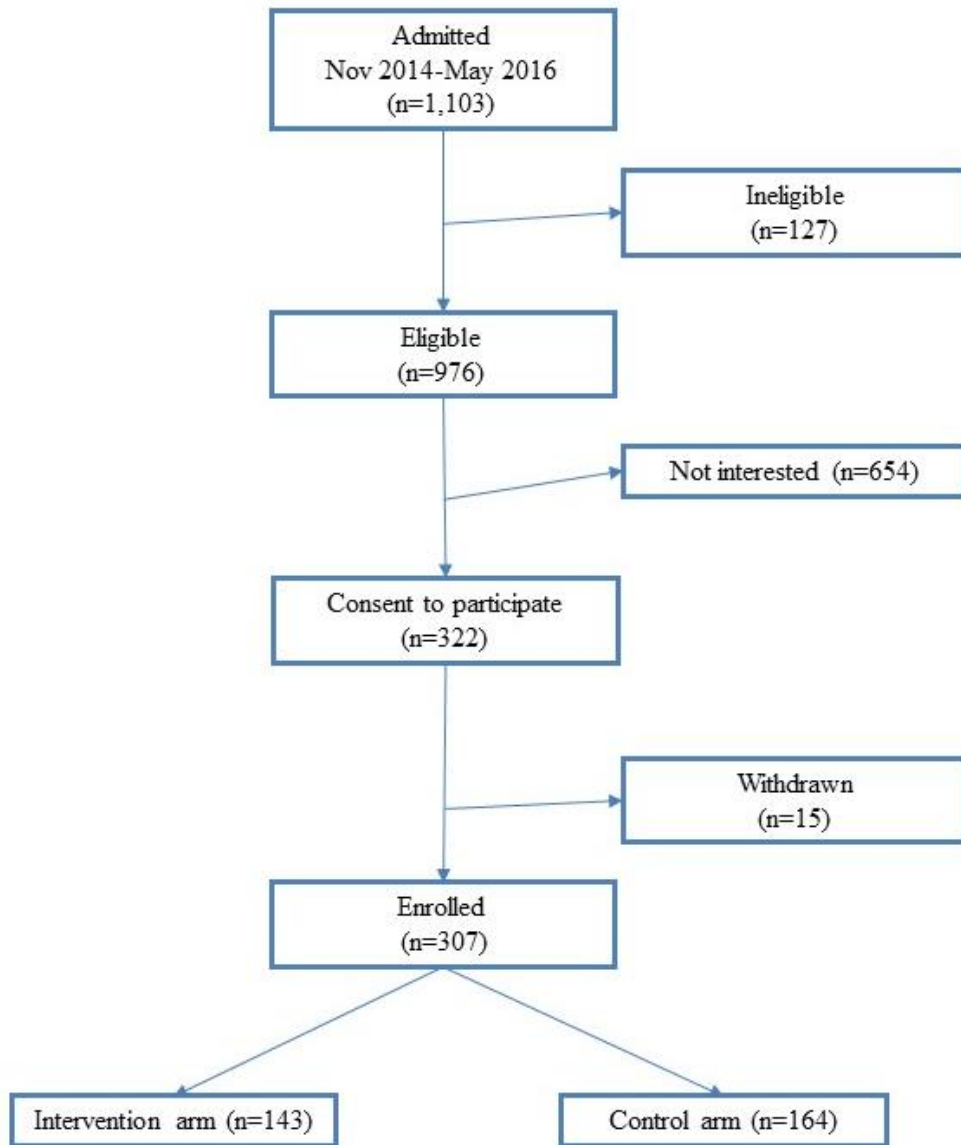 Admitted
Nov 2014-May 2016
(n=1,103)
Ineligible
(n=127)
Eligible
(n=976)
Not interested (n=654)
Consent to participate
(n=322)
Withdrawn
(n=15)
Enrolled
(n=307)
Intervention arm (n=143)
Control arm (n=164)